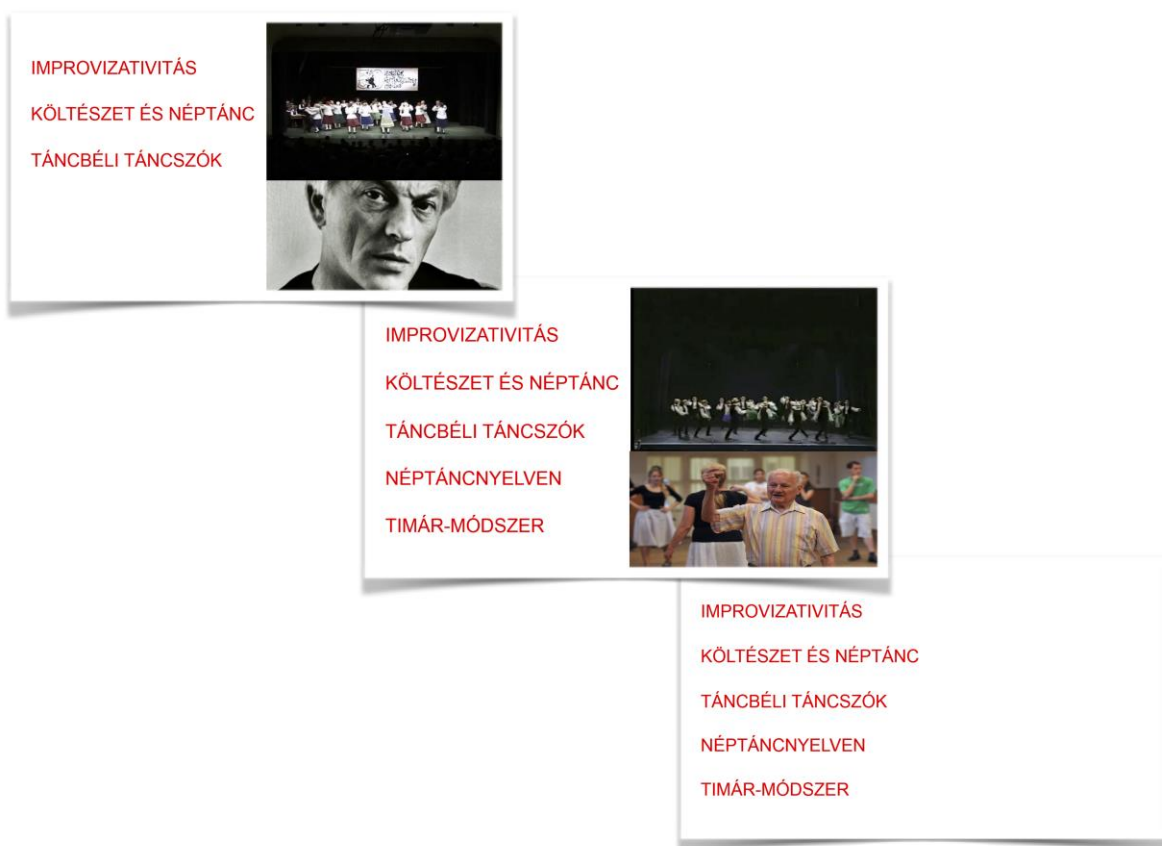 IMPROVIZATIVITÁS
KÖLTÉSZET ÉS NÉPTÁNC
TÁNCBÉLI TÁNCSZÓK
IMPROVIZATIVITÁS
KÖLTÉSZET ÉS NÉPTÁNC
TÁNCBÉLI TÁNCSZÓK
NÉPTÁNCNYELVEN
TIMÁR-MÓDSZER
IMPROVIZATIVITÁS
KÖLTÉSZET ÉS NÉPTÁNC
TÁNCBÉLI TÁNCSZÓK
NÉPTÁNCNYELVEN
TIMÁR-MÓDSZER